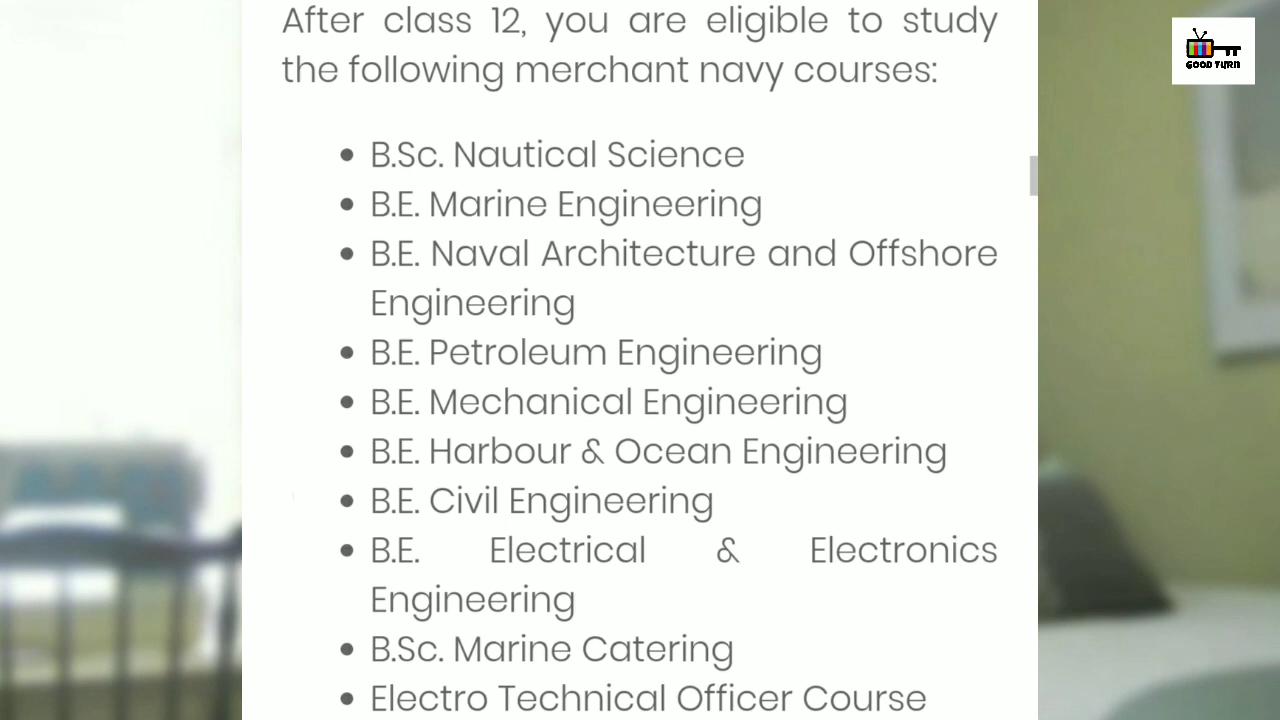 After class 12, you are eligible to study
the following merchant navy courses:
• B.Sc. Nautical Science
• B.E. Marine Engineering
• B.E. Naval Architecture and Offshore
Engineering
• B.E. Petroleum Engineering
• B.E. Mechanical Engineering
• B.E. Harbour & Ocean Engineering
• B.E. Civil Engineering
• B.E. Electrical & Electronics
Engineering
• B.Sc. Marine Catering
• Electro Technical Officer Course
GOOD TURN